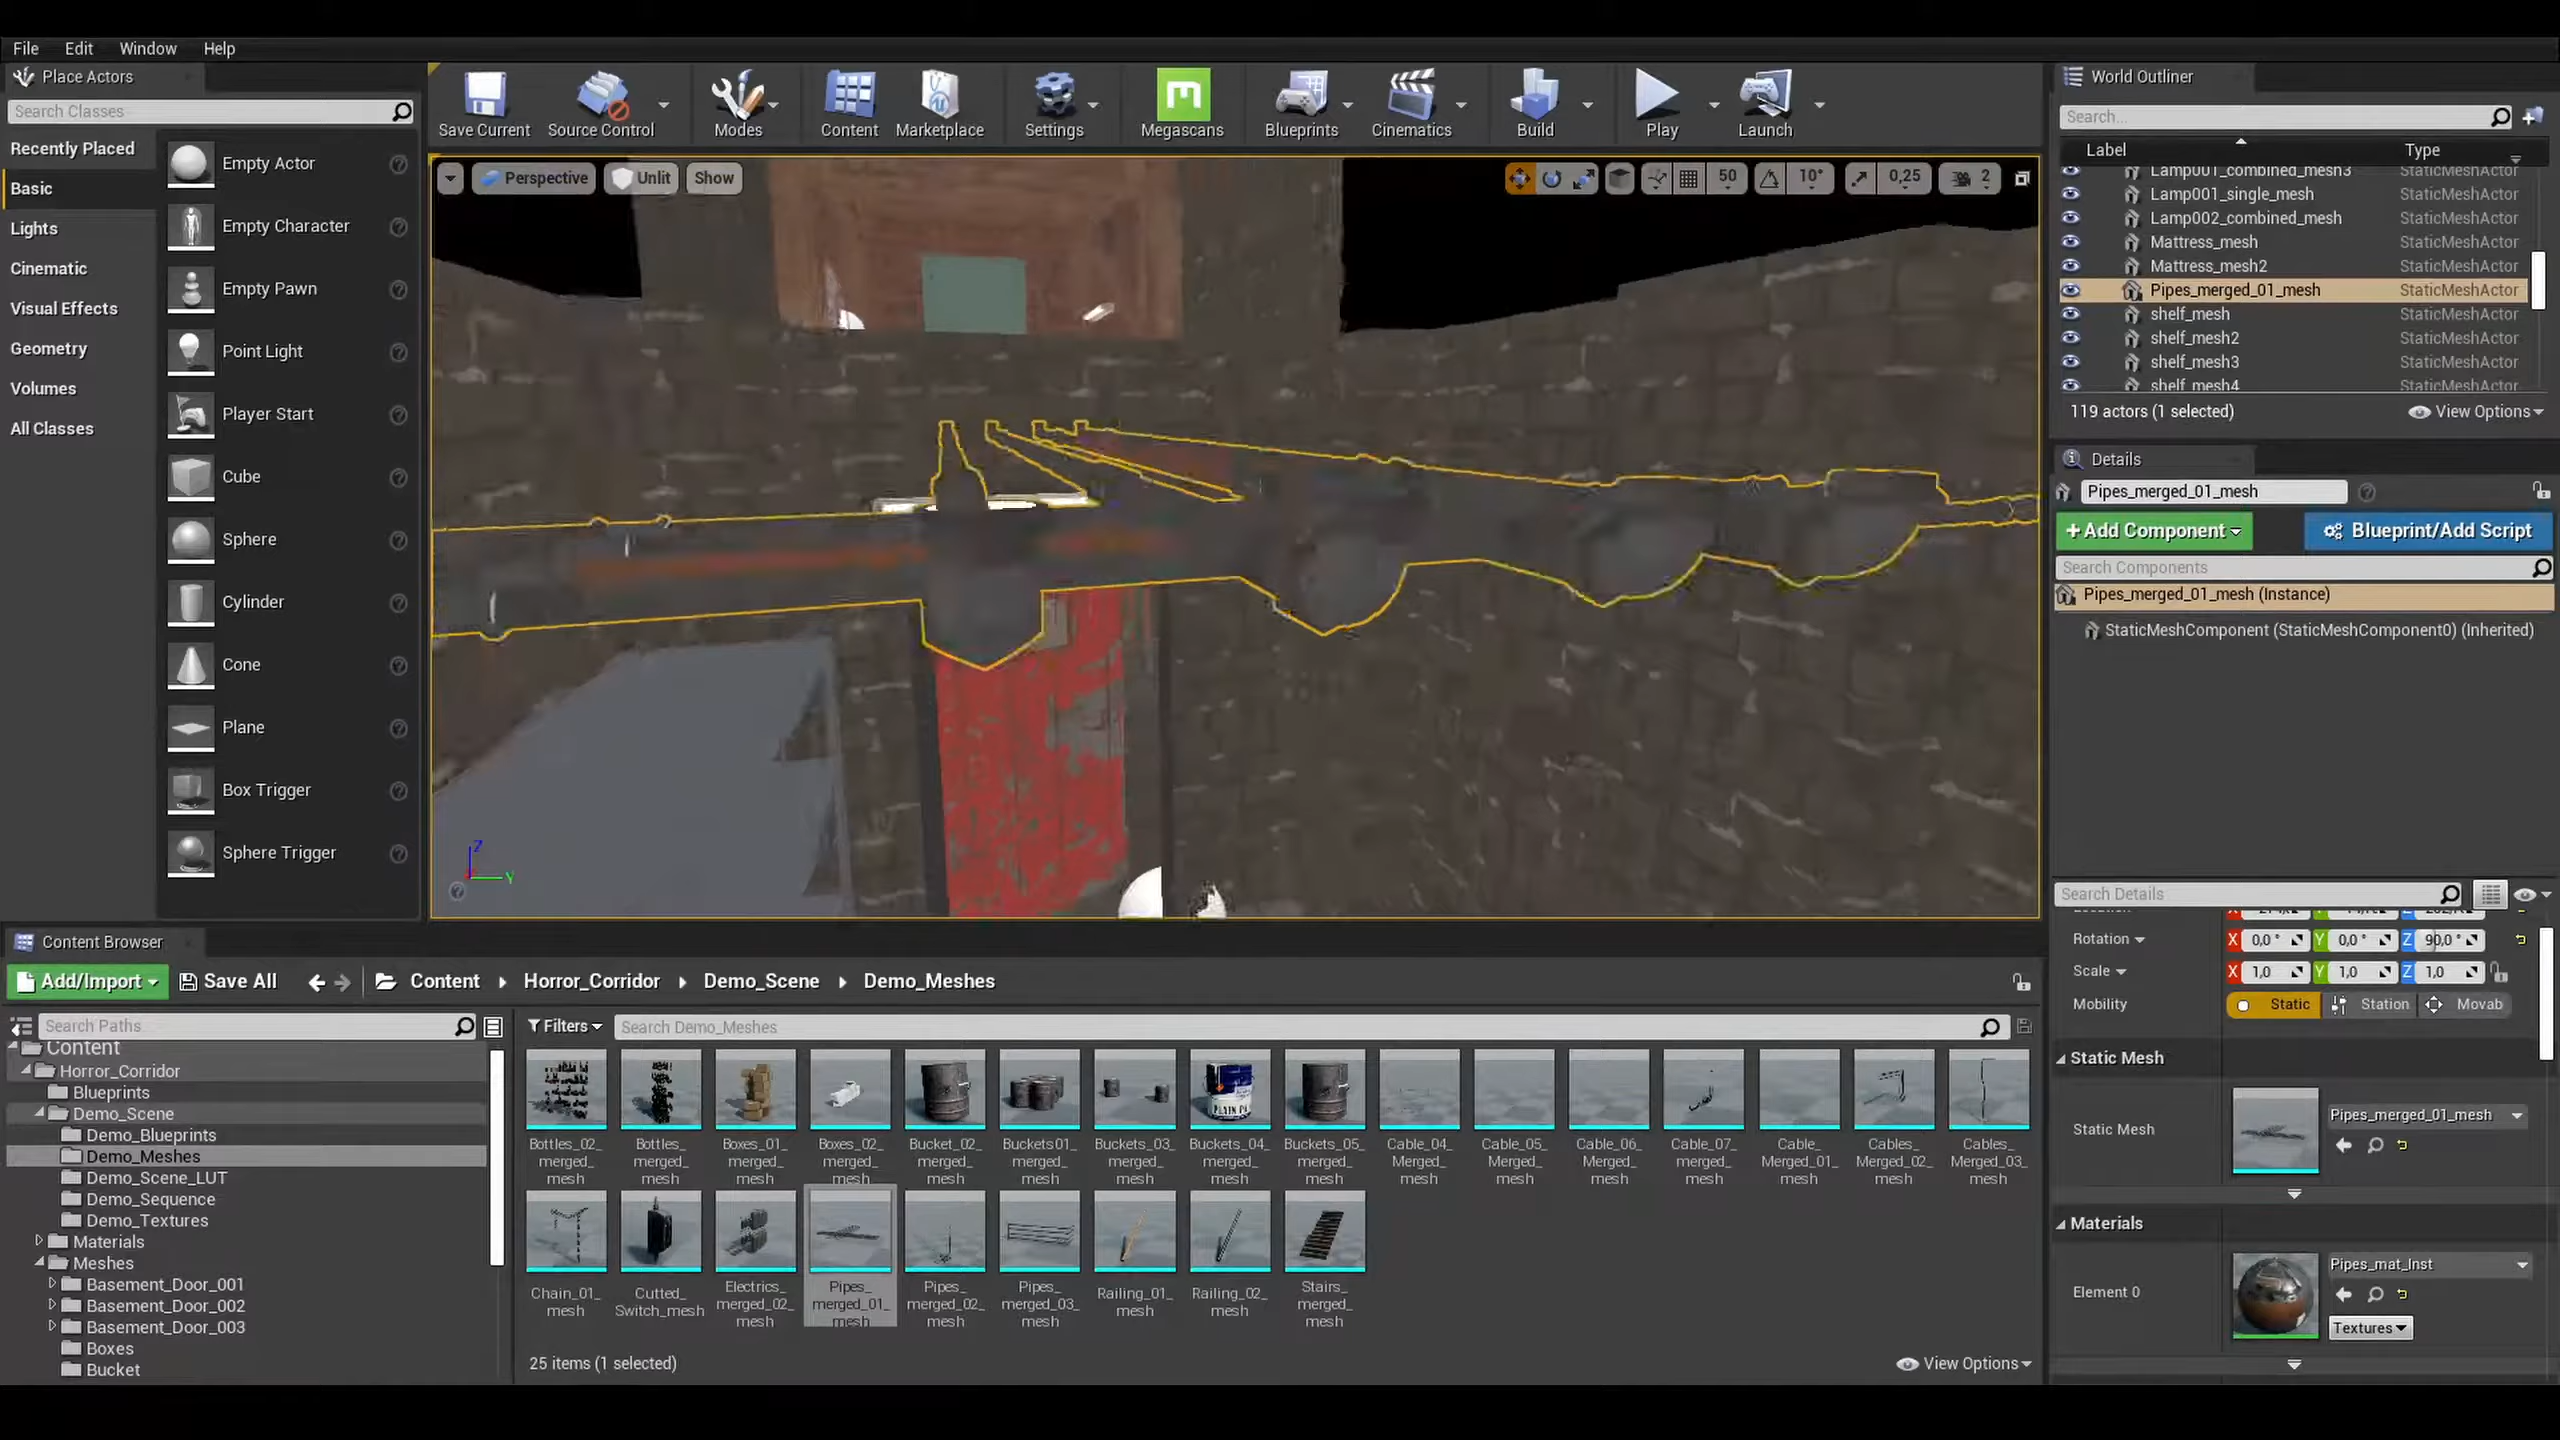 File Edit Window Help
Place Actors
Search Classes
Recently Placed
Basic
Lights
Cinematic
Visual Effects
Geometry
Volumes
All Classes
Empty Actor
Empty Character
Empty Pawn
Point Light
Player Start
Cube
Sphere
Cylinder
Cone
Plane
Box Trigger
Sphere Trigger
Save Current Source Control Modes Content Marketplace Settings Megascans Blueprints Cinematics Build Play Launch
Perspective Unlit Show
50 10° 0,25 2
Z
Y
World Outliner
Search...
Label Type
Lamp001_combined_mesh3 StaticMeshActor
Lamp001_single_mesh StaticMeshActor
Lamp002_combined_mesh StaticMeshActor
Mattress_mesh StaticMeshActor
Mattress_mesh2 StaticMeshActor
Pipes_merged_01_mesh StaticMeshActor
shelf_mesh StaticMeshActor
shelf_mesh2 StaticMeshActor
shelf_mesh3 StaticMeshActor
shelf_mesh4 StaticMeshActor
119 actors (1 selected) View Options
Details
Pipes_merged_01_mesh
+Add Component Blueprint/Add Script
Search Components
Pipes_merged_01_mesh (Instance)
StaticMeshComponent (StaticMeshComponent0) (Inherited)
Search Details
Rotation X 0,0° Y 0,0° Z 90,0°
Scale X 1,0 Y 1,0 Z 1,0
Mobility Static Station Movab
Static Mesh
Static Mesh Pipes_merged_01_mesh
Materials
Element 0 Pipes_mat_Inst
Textures
Content Browser
Add/Import Save All Content Horror_Corridor Demo_Scene Demo_Meshes
Search Paths
Content
Horror_Corridor
Blueprints
Demo_Scene
Demo_Blueprints
Demo_Meshes
Demo_Scene_LUT
Demo_Sequence
Demo_Textures
Materials
Meshes
Basement_Door_001
Basement_Door_002
Basement_Door_003
Boxes
Bucket
Filters Search Demo_Meshes
Bottles_02_ Bottles_ Boxes_01_ Boxes_02_ Bucket_02_ Buckets01_ Buckets_03_ Buckets_04_ Buckets_05_ Cable_04_ Cable_05_ Cable_06_ Cable_07_ Cable_ Cables_ Cables_
merged_ merged_ merged_ merged_ merged_ merged_ merged_ merged_ merged_ Merged_ Merged_ Merged_ merged_ Merged_01_ Merged_02_ Merged_03_
mesh mesh mesh mesh mesh mesh mesh mesh mesh mesh mesh mesh mesh mesh mesh mesh
Chain_01_ Cutted_ Electrics_ Pipes_ Pipes_ Pipes_ Railing_01_ Railing_02_ Stairs_
mesh Switch_mesh merged_02_ merged_01_ merged_02_ merged_03_ mesh mesh merged_
mesh mesh mesh mesh mesh
25 items (1 selected) View Options